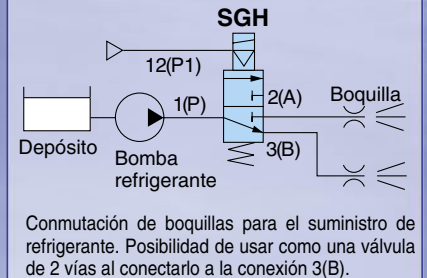 SGH
12(P1)
1(P)
2(A)
Boquilla
3(B)
Depósito
Bomba
refrigerante
Conmutación de boquillas para el suministro de
refrigerante. Posibilidad de usar como una válvula
de 2 vías al conectarlo a la conexión 3(B).